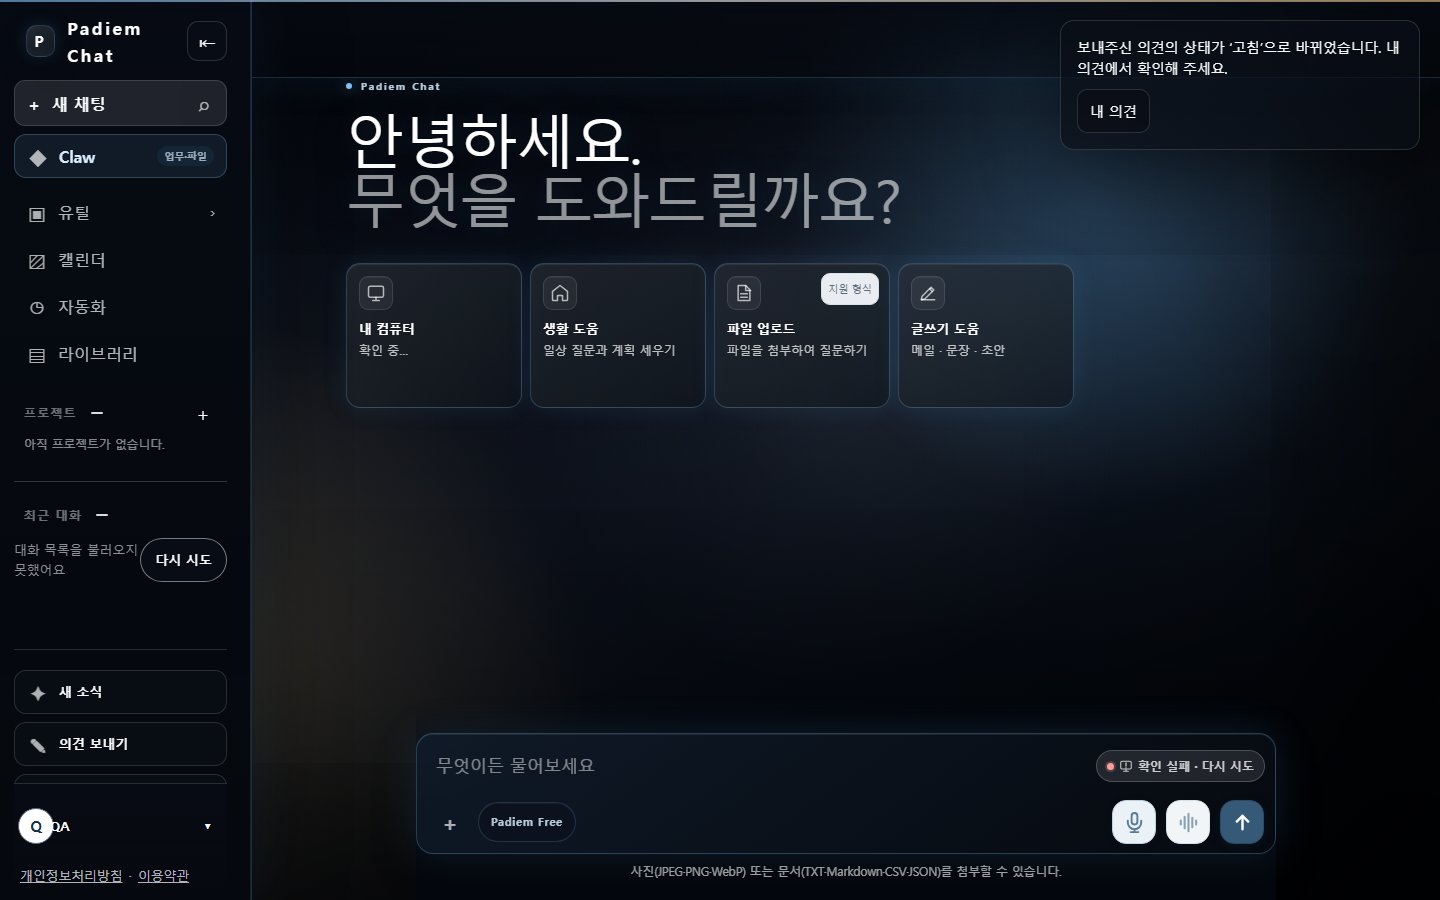 P
Padiem
Chat
+ 새 채팅
Claw 업무·파일
유틸
캘린더
자동화
라이브러리
프로젝트
아직 프로젝트가 없습니다.
최근 대화
대화 목록을 불러오지
못했어요
다시 시도
새 소식
의견 보내기
Q QA
개인정보처리방침 · 이용약관
Padiem Chat
안녕하세요.
무엇을 도와드릴까요?
내 컴퓨터
확인 중...
생활 도움
일상 질문과 계획 세우기
지원 형식
파일 업로드
파일을 첨부하여 질문하기
글쓰기 도움
메일 · 문장 · 초안
보내주신 의견의 상태가 '고침'으로 바뀌었습니다. 내
의견에서 확인해 주세요.
내 의견
무엇이든 물어보세요
확인 실패 · 다시 시도
+ Padiem Free
사진(JPEG·PNG·WebP) 또는 문서(TXT·Markdown·CSV·JSON)를 첨부할 수 있습니다.